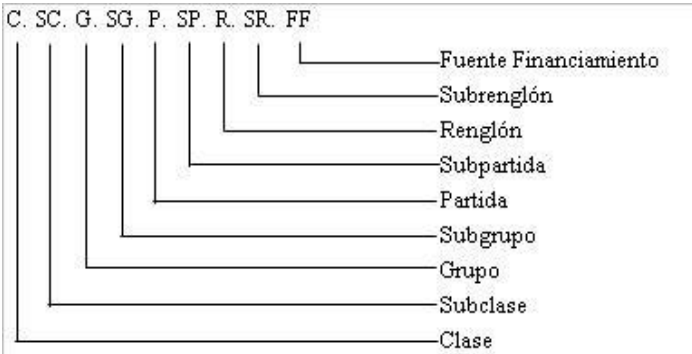 C. SC. G. SG. P. SP. R. SR. FF
Fuente Financiamiento
Subrenglón
Renglón
Subpartida
Partida
Subgrupo
Grupo
Subclase
Clase